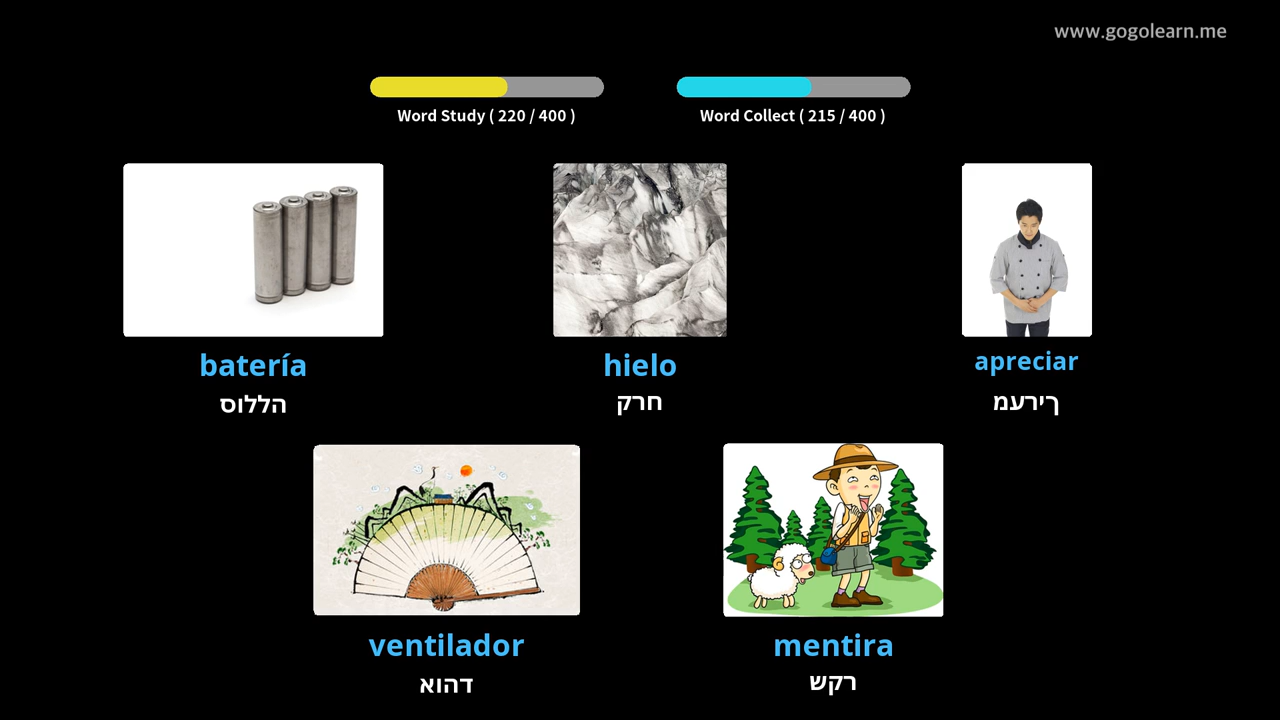 www.gogolearn.me
Word Study ( 220 / 400 )
Word Collect ( 215 / 400 )
batería
הללוס
hielo
חרק
apreciar
ךירעמ
ventilador
דהוא
mentira
רקש